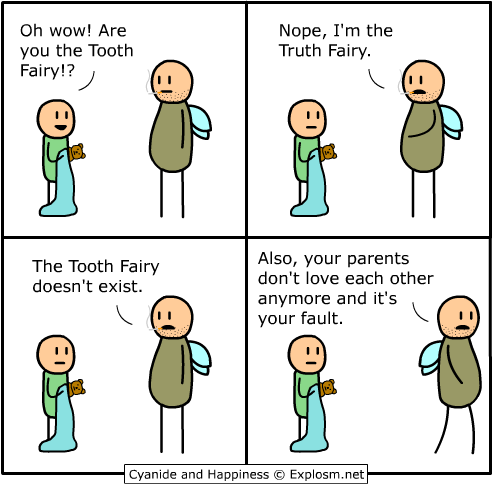 Oh wow! Are
you the Tooth
Fairy!?
Nope, I'm the
Truth Fairy.
The Tooth Fairy
doesn't exist.
Also, your parents
don't love each other
anymore and it's
your fault.
Cyanide and Happiness © Explosm.net